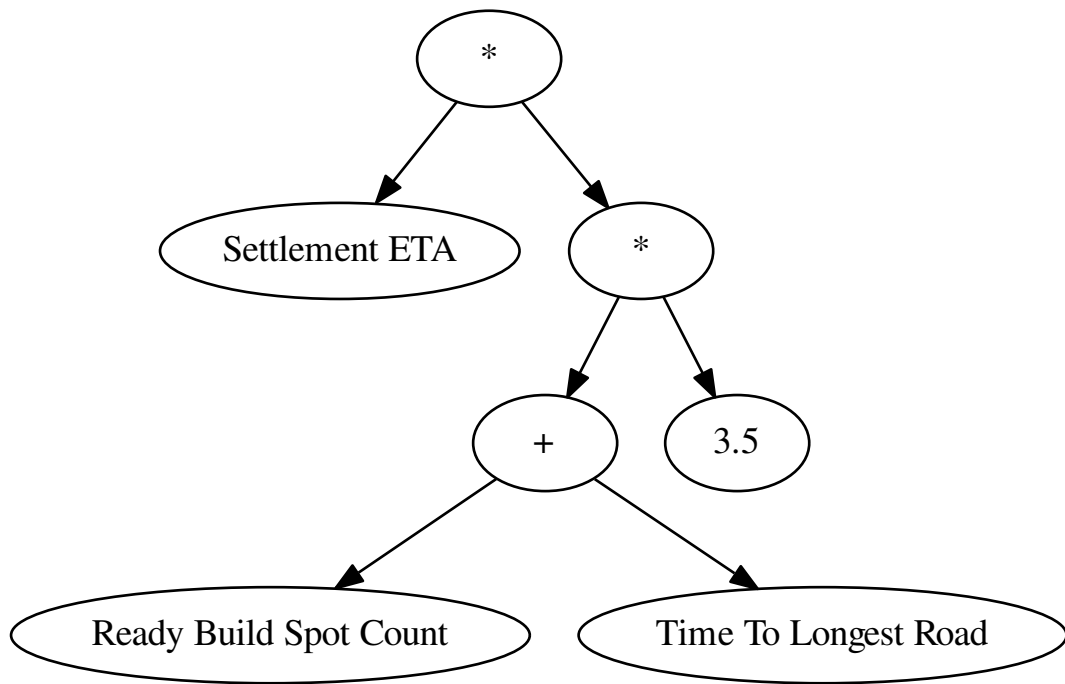 *
Settlement ETA
*
+
3.5
Ready Build Spot Count
Time To Longest Road